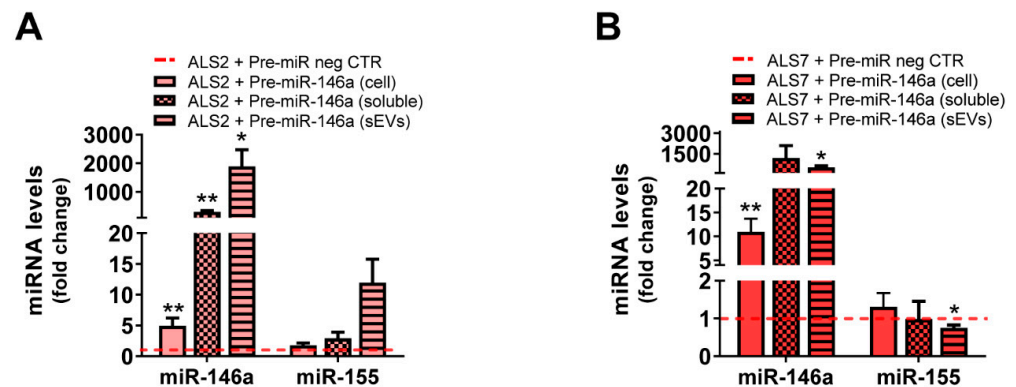 A
ALS2 + Pre-miR neg CTR
ALS2 + Pre-miR-146a (cell)
ALS2 + Pre-miR-146a (soluble)
ALS2 + Pre-miR-146a (sEVs)
miRNA levels
(fold change)
3000
2000
1000
20
15
10
5
0
**
**
*
miR-146a
miR-155
B
ALS7 + Pre-miR neg CTR
ALS7 + Pre-miR-146a (cell)
ALS7 + Pre-miR-146a (soluble)
ALS7 + Pre-miR-146a (sEVs)
miRNA levels
(fold change)
3000
1500
20
15
10
5
2
1
0
**
*
*
miR-146a
miR-155